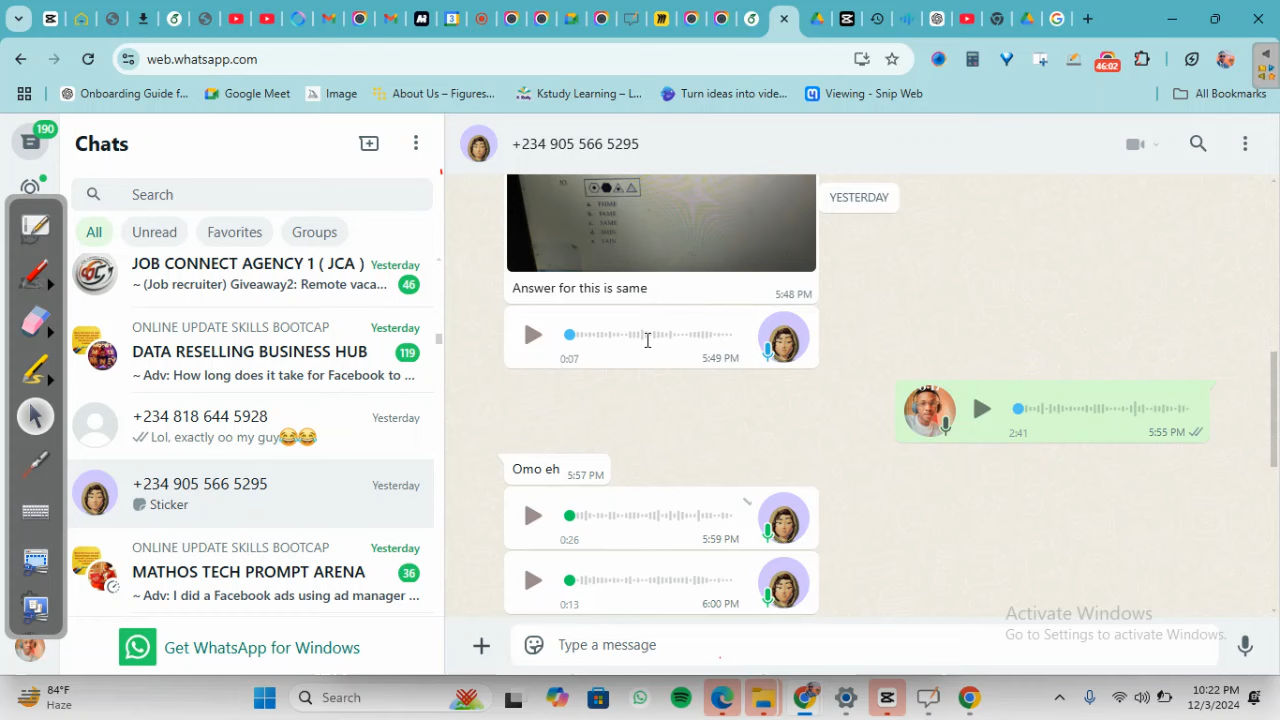 web.whatsapp.com
46:02
Onboarding Guide f...
Google Meet
Image
About Us – Figures...
Kstudy Learning – L...
Turn ideas into vide...
Viewing - Snip Web
All Bookmarks
190
Chats
Search
All
Unread
Favorites
Groups
JOB CONNECT AGENCY 1 ( JCA )
Yesterday
~ (Job recruiter) Giveaway2: Remote vaca...
46
ONLINE UPDATE SKILLS BOOTCAP
Yesterday
DATA RESELLING BUSINESS HUB
119
~ Adv: How long does it take for Facebook to ...
+234 818 644 5928
Yesterday
Lol, exactly oo my guy😂😂
+234 905 566 5295
Yesterday
Sticker
ONLINE UPDATE SKILLS BOOTCAP
Yesterday
MATHOS TECH PROMPT ARENA
36
~ Adv: I did a Facebook ads using ad manager ...
Get WhatsApp for Windows
+234 905 566 5295
YESTERDAY
c. SAME
Answer for this is same
5:48 PM
0:07
5:49 PM
2:41
5:55 PM
Omo eh
5:57 PM
0:26
5:59 PM
0:13
6:00 PM
Type a message
Activate Windows
Go to Settings to activate Windows.
84°F
Haze
Search
10:22 PM
12/3/2024